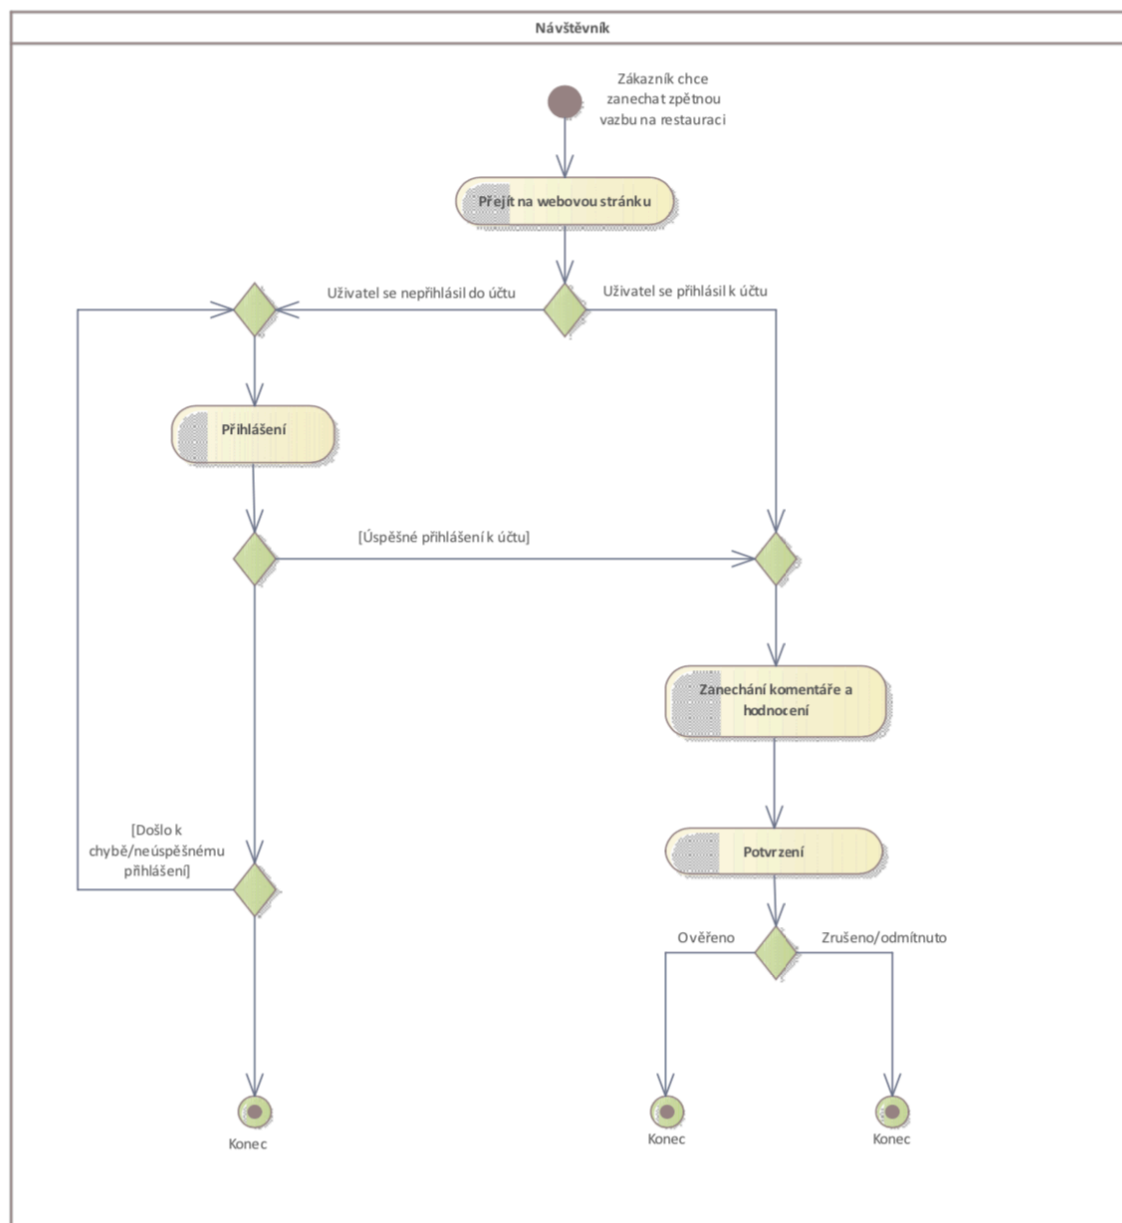 Návštěvník
Zákazník chce
zanechat zpětnou
vazbu na restauraci
Přejít na webovou stránku
Uživatel se nepřihlásil do účtu
Uživatel se přihlásil k účtu
Přihlášení
[Úspěšné přihlášení k účtu]
Zanechání komentáře a
hodnocení
[Došlo k
chybě/neúspěšnému
přihlášení]
Potvrzení
Ověřeno
Zrušeno/odmítnuto
Konec
Konec
Konec